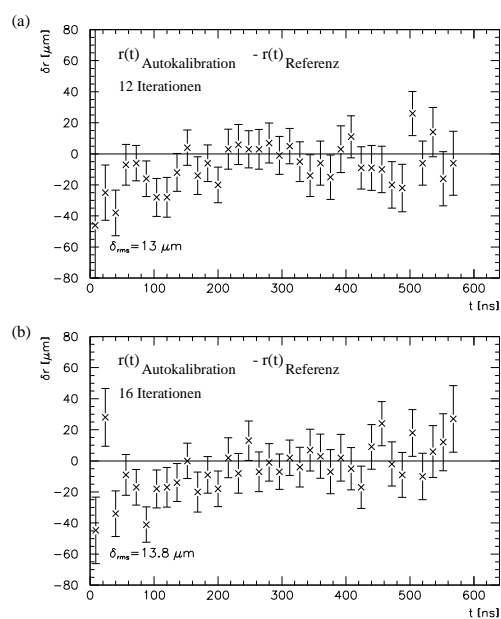 (a)
δr [μm]
80
60
40
20
0
-20
-40
-60
-80
r(t)Autokalibration - r(t)Referenz
12 Iterationen
δrms=13 μm
0 100 200 300 400 500 600
t [ns]
(b)
δr [μm]
80
60
40
20
0
-20
-40
-60
-80
r(t)Autokalibration - r(t)Referenz
16 Iterationen
δrms=13.8 μm
0 100 200 300 400 500 600
t [ns]